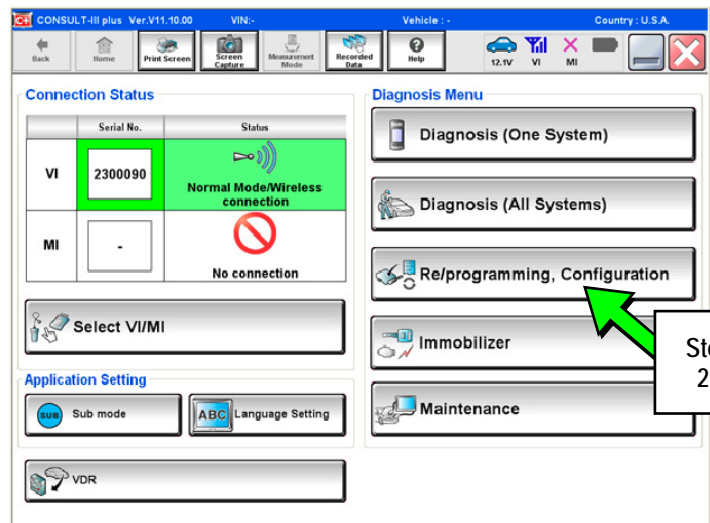 CONSULT-III plus Ver.V11.10.00 VIN:- Vehicle : - Country : U.S.A.
Back
Home
Print Screen
Screen
Capture
Measurement
Mode
Recorded
Data
Help
12.1V VI MI
Connection Status
Serial No. Status
VI
2300090
Normal Mode/Wireless
connection
MI
-
No connection
Select VI/MI
Application Setting
SUB
Sub mode
ABC
Language Setting
VDR
Diagnosis Menu
Diagnosis (One System)
Diagnosis (All Systems)
Re/programming, Configuration
Immobilizer
Maintenance
2